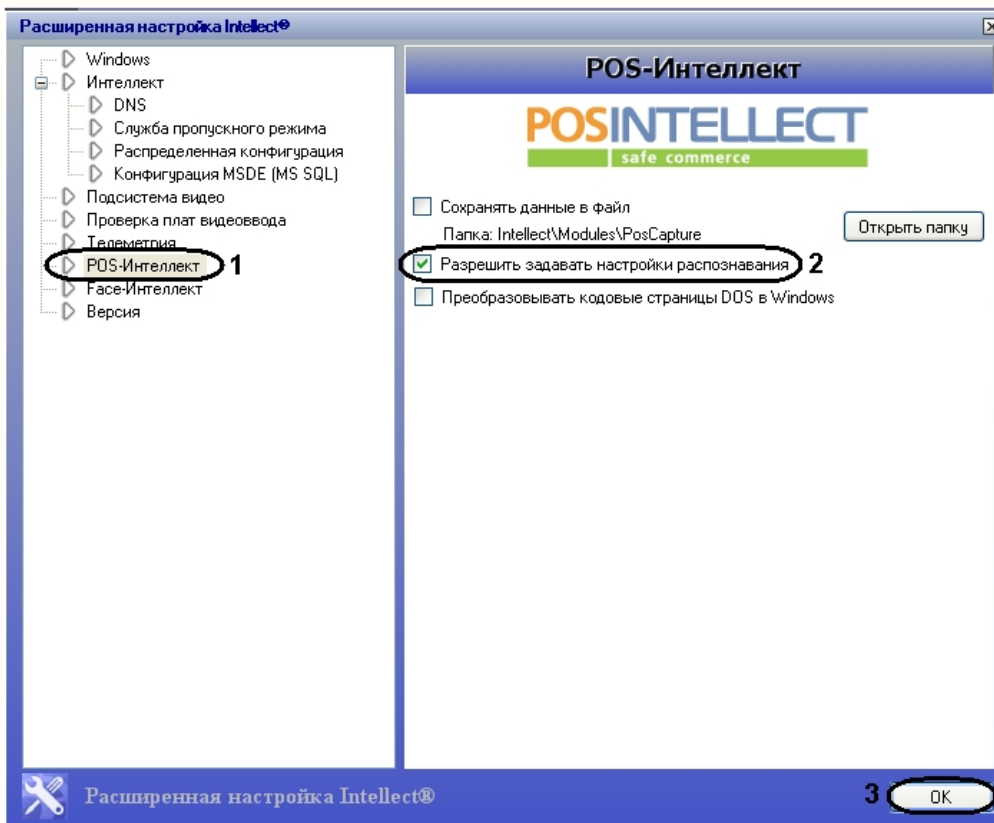 Расширенная настройка Intellect®
Windows
Интеллект
DNS
Служба пропускного режима
Распределенная конфигурация
Конфигурация MSDE (MS SQL)
Подсистема видео
Проверка плат видеоввода
Телеметрия
POS-Интеллект 1
Face-Интеллект
Версия
POS-Интеллект
POSINTELLECT
safe commerce
Сохранять данные в файл
Папка: Intellect\Modules\PosCapture
Открыть папку
Разрешить задавать настройки распознавания 2
Преобразовывать кодовые страницы DOS в Windows
Расширенная настройка Intellect®
3 OK